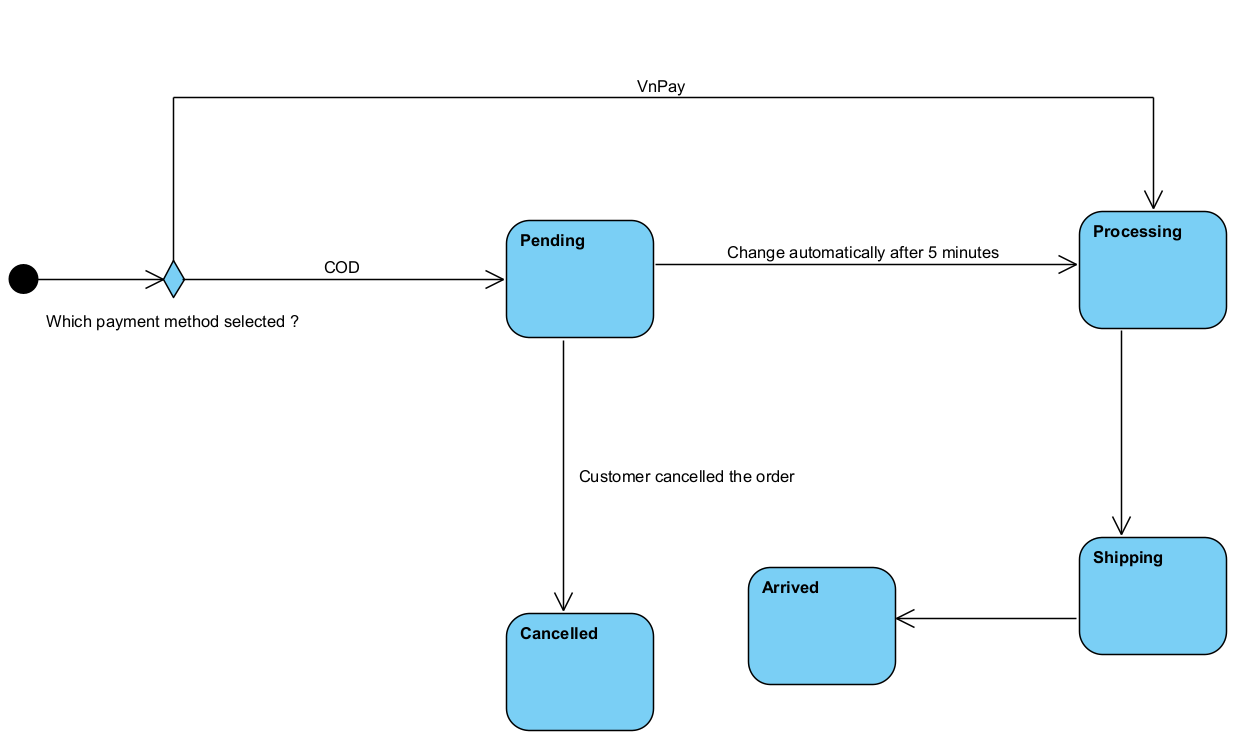 VnPay
Pending
Processing
Change automatically after 5 minutes
COD
Which payment method selected ?
Customer cancelled the order
Shipping
Arrived
Cancelled